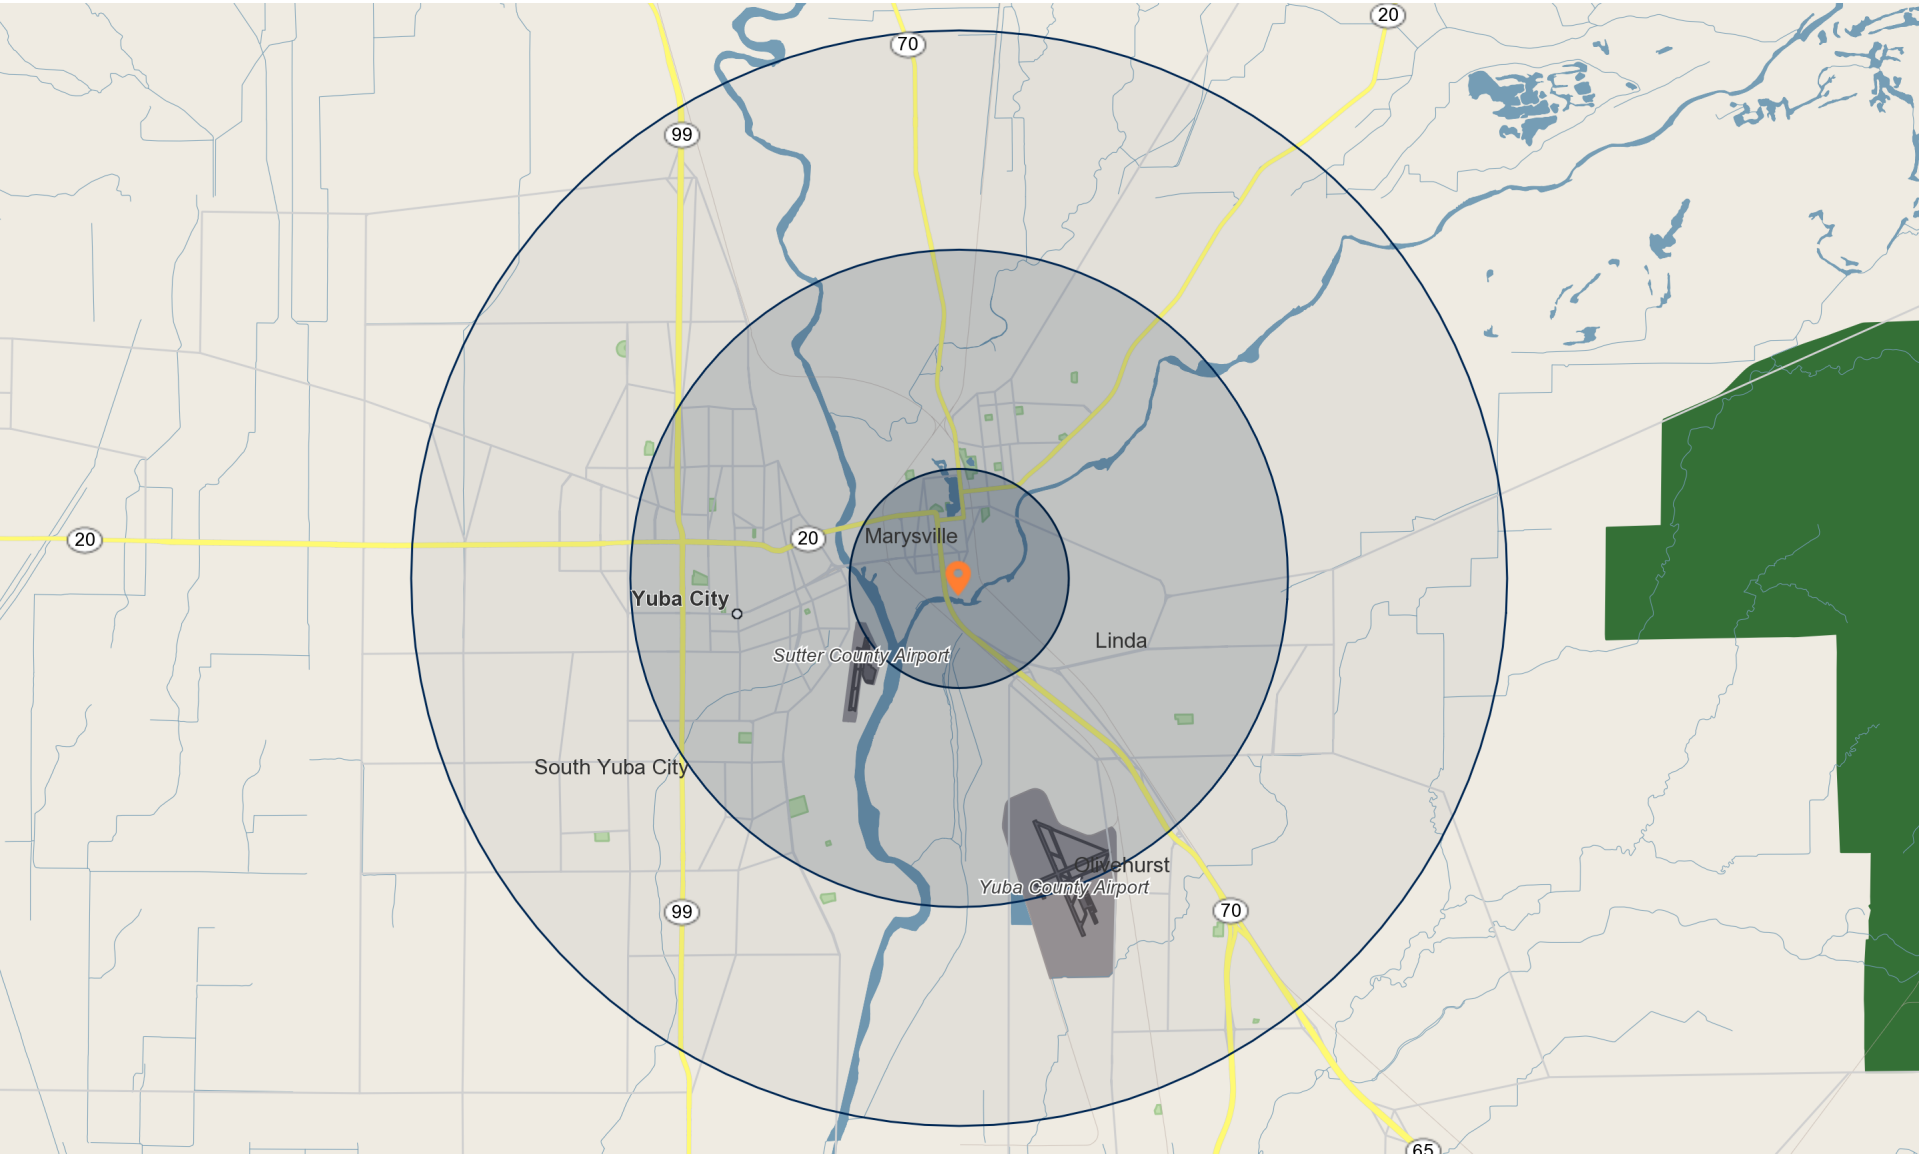 20
70
99
20
20
Marysville
Yuba City
Linda
Sutter County Airport
South Yuba City
Olivehurst
Yuba County Airport
99
70
65